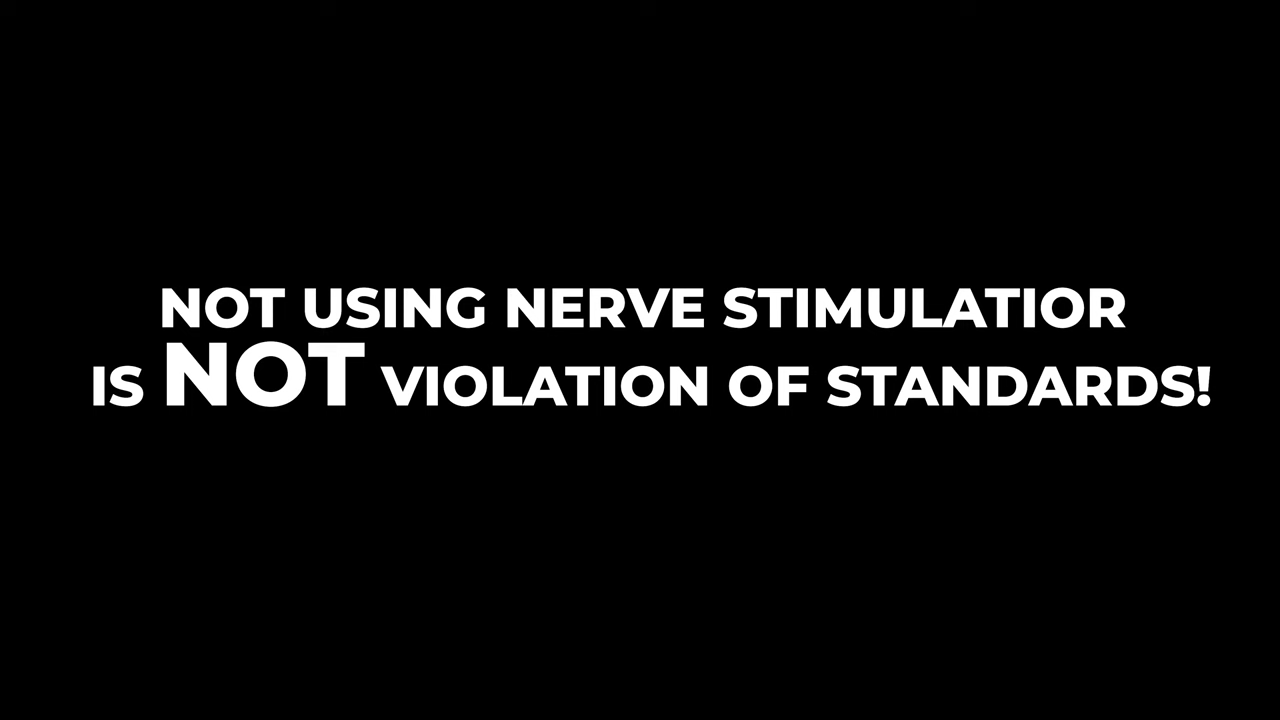 NOT USING NERVE STIMULATIOR
IS NOT VIOLATION OF STANDARDS!